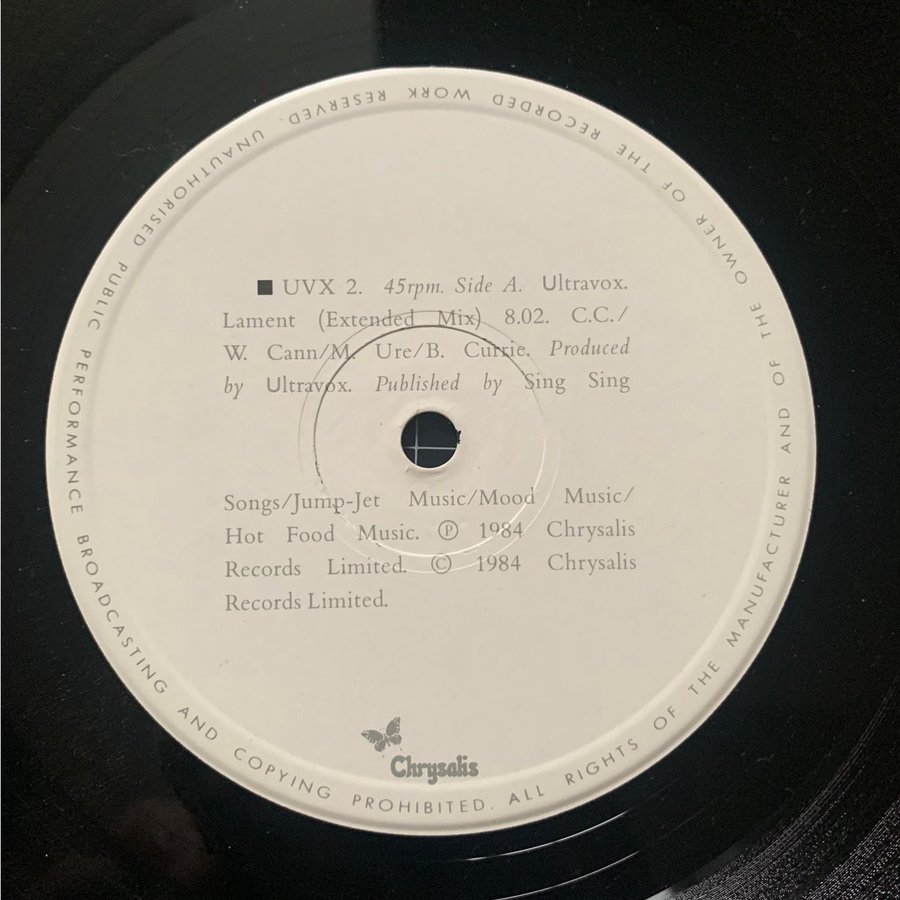 ■ UVX 2. 45rpm. Side A. Ultravox.
Lament (Extended Mix) 8.02. C.C./
W. Cann/M. Ure/B. Currie. Produced
by Ultravox. Published by Sing Sing
Songs/Jump-Jet Music/Mood Music/
Hot Food Music. Ⓟ 1984 Chrysalis
Records Limited. © 1984 Chrysalis
Records Limited.
Chrysalis
ALL RIGHTS OF THE MANUFACTURER AND OF THE OWNER OF THE RECORDED WORK RESERVED. UNAUTHORISED PUBLIC PERFORMANCE BROADCASTING AND COPYING PROHIBITED.